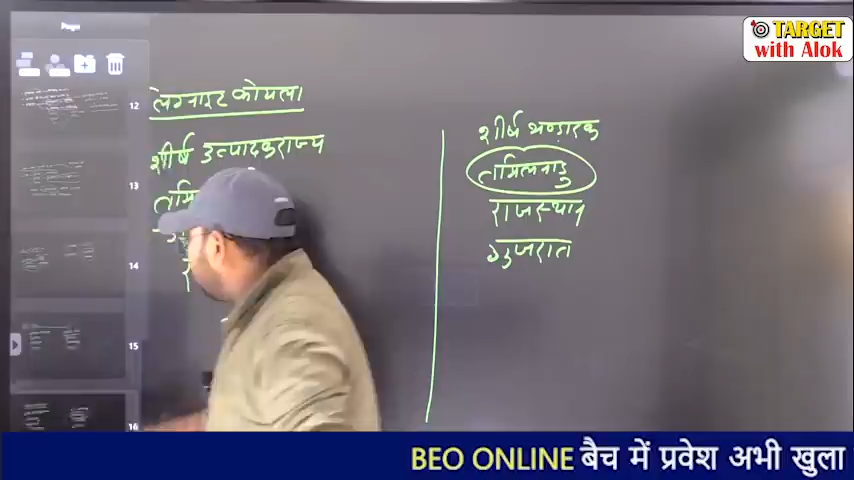 Page
TARGET
with Alok
12
13
14
15
16
लिग्नाइट कोयला
शीर्ष उत्पादक राज्य
शीर्ष भण्डारक
तमिलनाडु
राजस्थान
गुजरात
BEO ONLINE बैच में प्रवेश अभी खुला